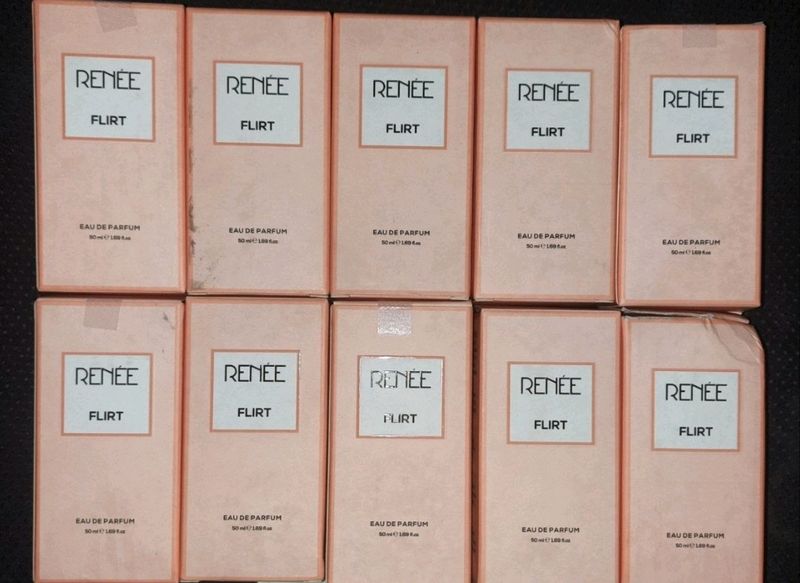 RENÉE
FLIRT
EAU DE PARFUM
50 ml ℮ 1.69 fl.oz
RENÉE
FLIRT
EAU DE PARFUM
50 ml ℮ 1.69 fl.oz
RENÉE
FLIRT
EAU DE PARFUM
50 ml ℮ 1.69 fl.oz
RENÉE
FLIRT
EAU DE PARFUM
50 ml ℮ 1.69 fl.oz
RENÉE
FLIRT
EAU DE PARFUM
50 ml ℮ 1.69 fl.oz
RENÉE
FLIRT
EAU DE PARFUM
50 ml ℮ 1.69 fl.oz
RENÉE
FLIRT
EAU DE PARFUM
50 ml ℮ 1.69 fl.oz
RENÉE
FLIRT
EAU DE PARFUM
50 ml ℮ 1.69 fl.oz
RENÉE
FLIRT
EAU DE PARFUM
50 ml ℮ 1.69 fl.oz
RENÉE
FLIRT
EAU DE PARFUM
50 ml ℮ 1.69 fl.oz